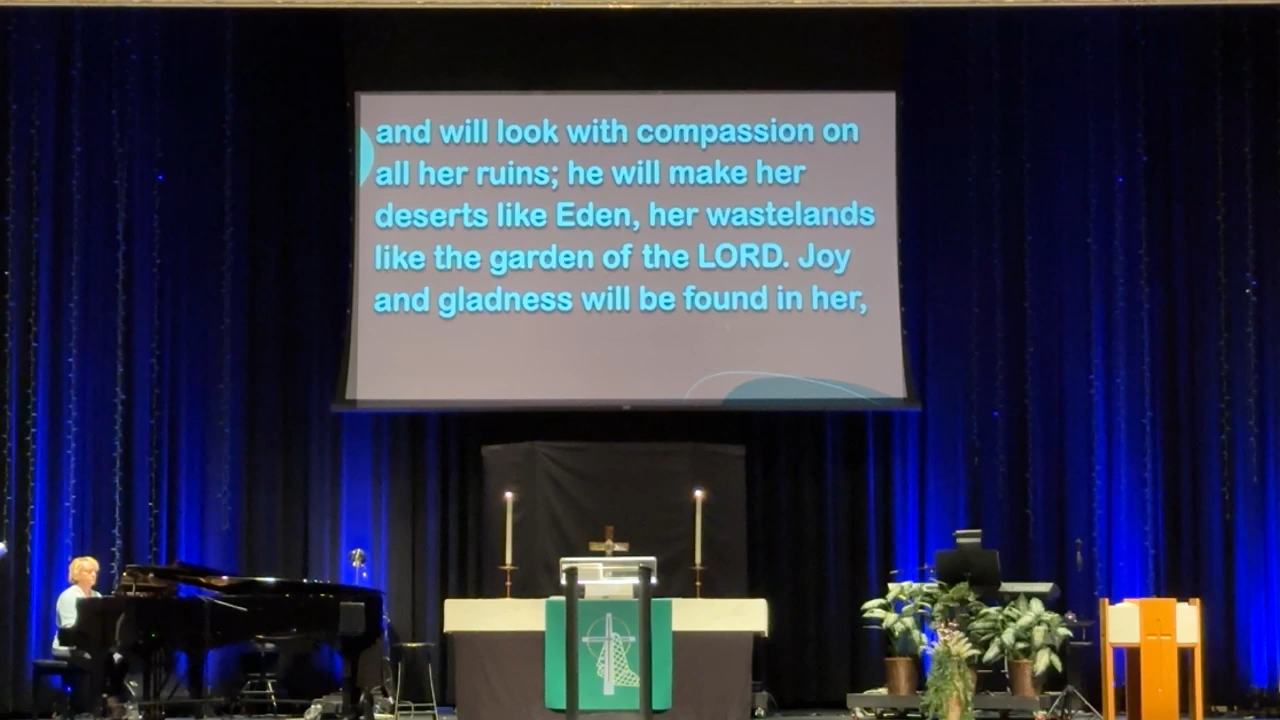 and will look with compassion on
all her ruins; he will make her
deserts like Eden, her wastelands
like the garden of the LORD. Joy
and gladness will be found in her,